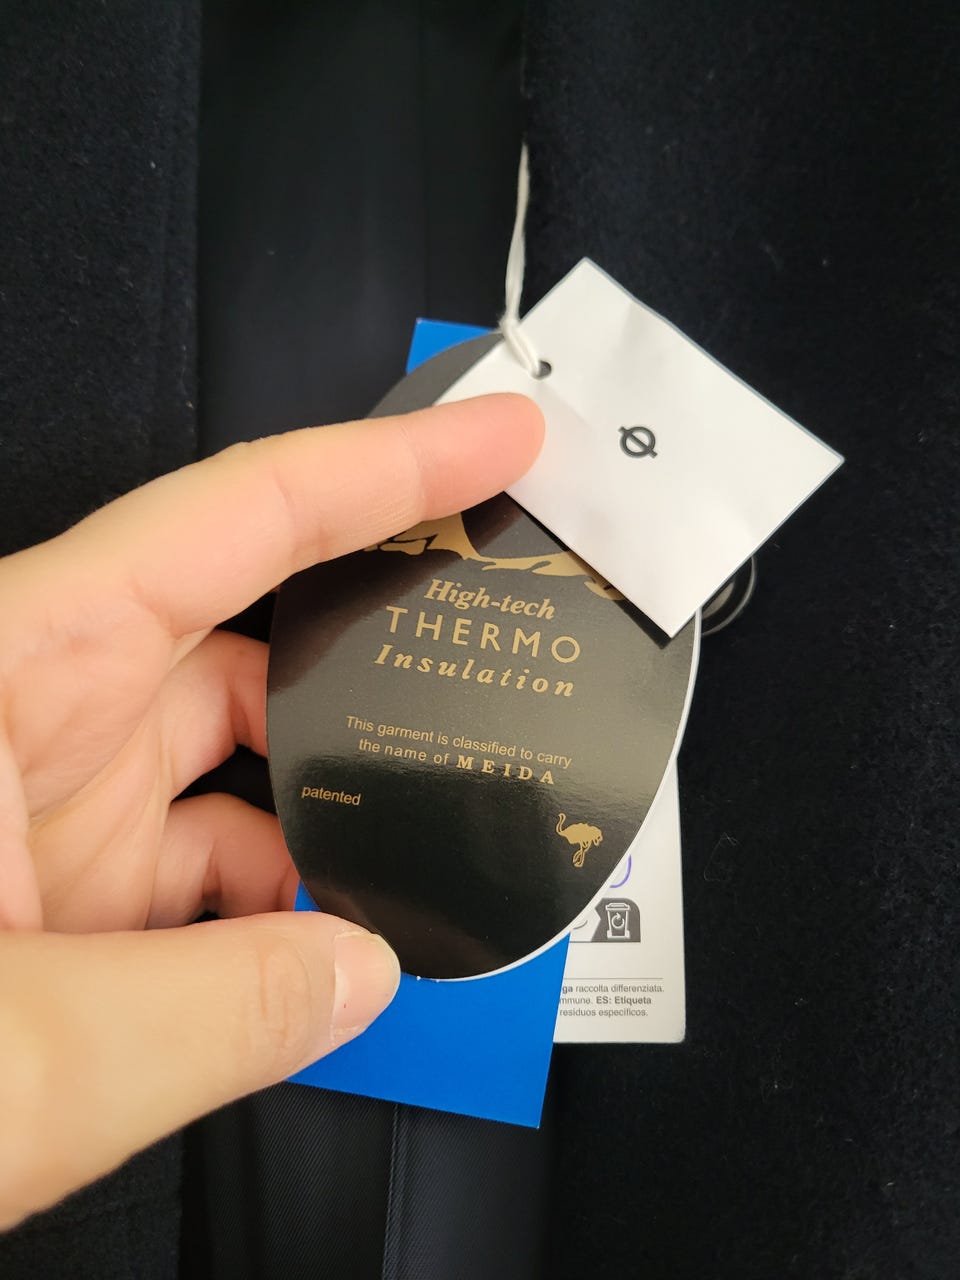 High-tech
THERMO
Insulation
This garment is classified to carry
the name of MEIDA
patented
raccolta differenziata.
ES: Etiqueta
residuos específicos.